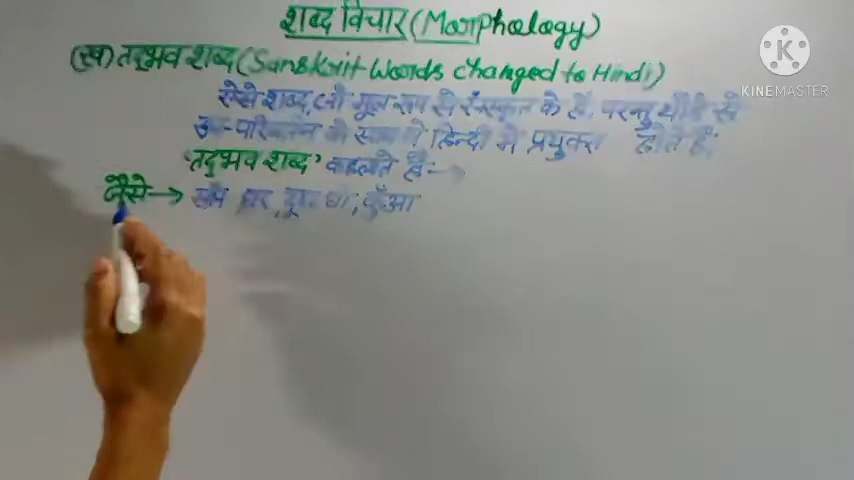 शब्द विचार (Morphology)
(ख) तद्भव शब्द (Sanskrit Words changed to Hindi)
ऐसे शब्द, जो मूल रूप से संस्कृत के हैं, परन्तु थोड़े से
रूप-परिवर्तन के साथ वे हिन्दी में प्रयुक्त होते हैं,
'तद्भव शब्द' कहलाते हैं:→
जैसे→ घर, कुँआ
KINEMASTER